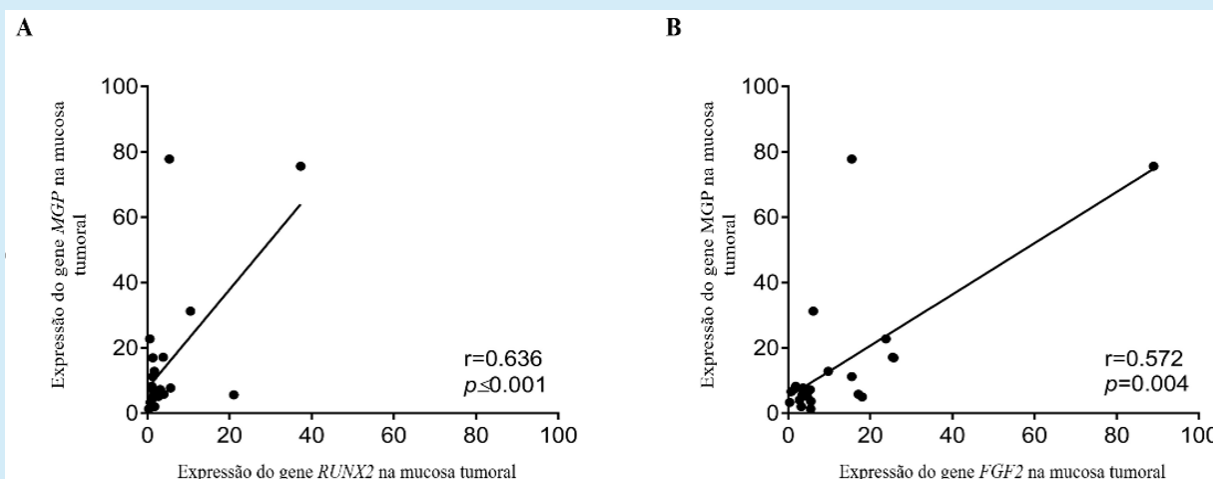 A
B
Expressão do gene MGP na mucosa
tumoral
100
80
60
40
20
0
r=0.636
p≤0.001
0 20 40 60 80 100
Expressão do gene RUNX2 na mucosa tumoral
Expressão do gene MGP na mucosa
tumoral
100
80
60
40
20
0
r=0.572
p=0.004
0 20 40 60 80 100
Expressão do gene FGF2 na mucosa tumoral